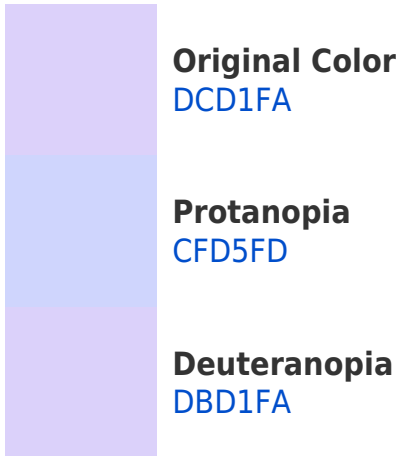 Original Color
DCD1FA
Protanopia
CFD5FD
Deuteranopia
DBD1FA